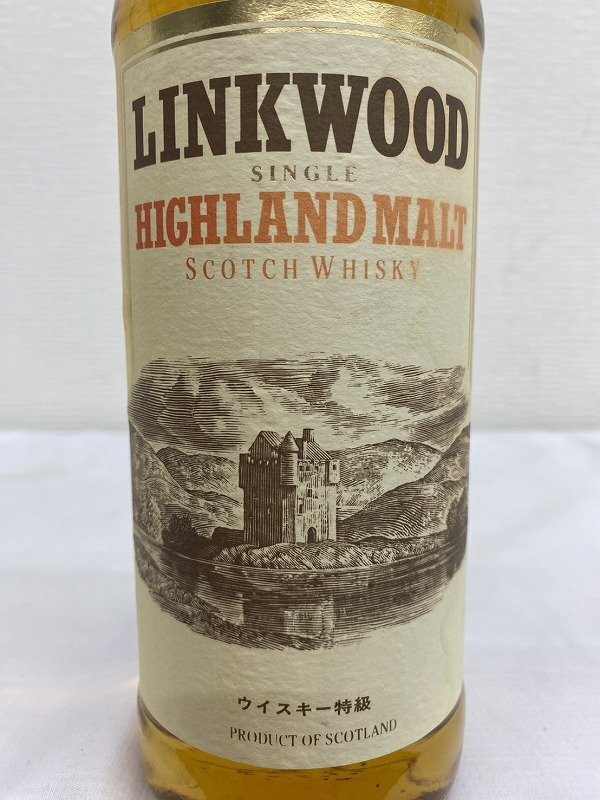 LINKWOOD
SINGLE
HIGHLAND MALT
SCOTCH WHISKY
ウイスキー特級
PRODUCT OF SCOTLAND